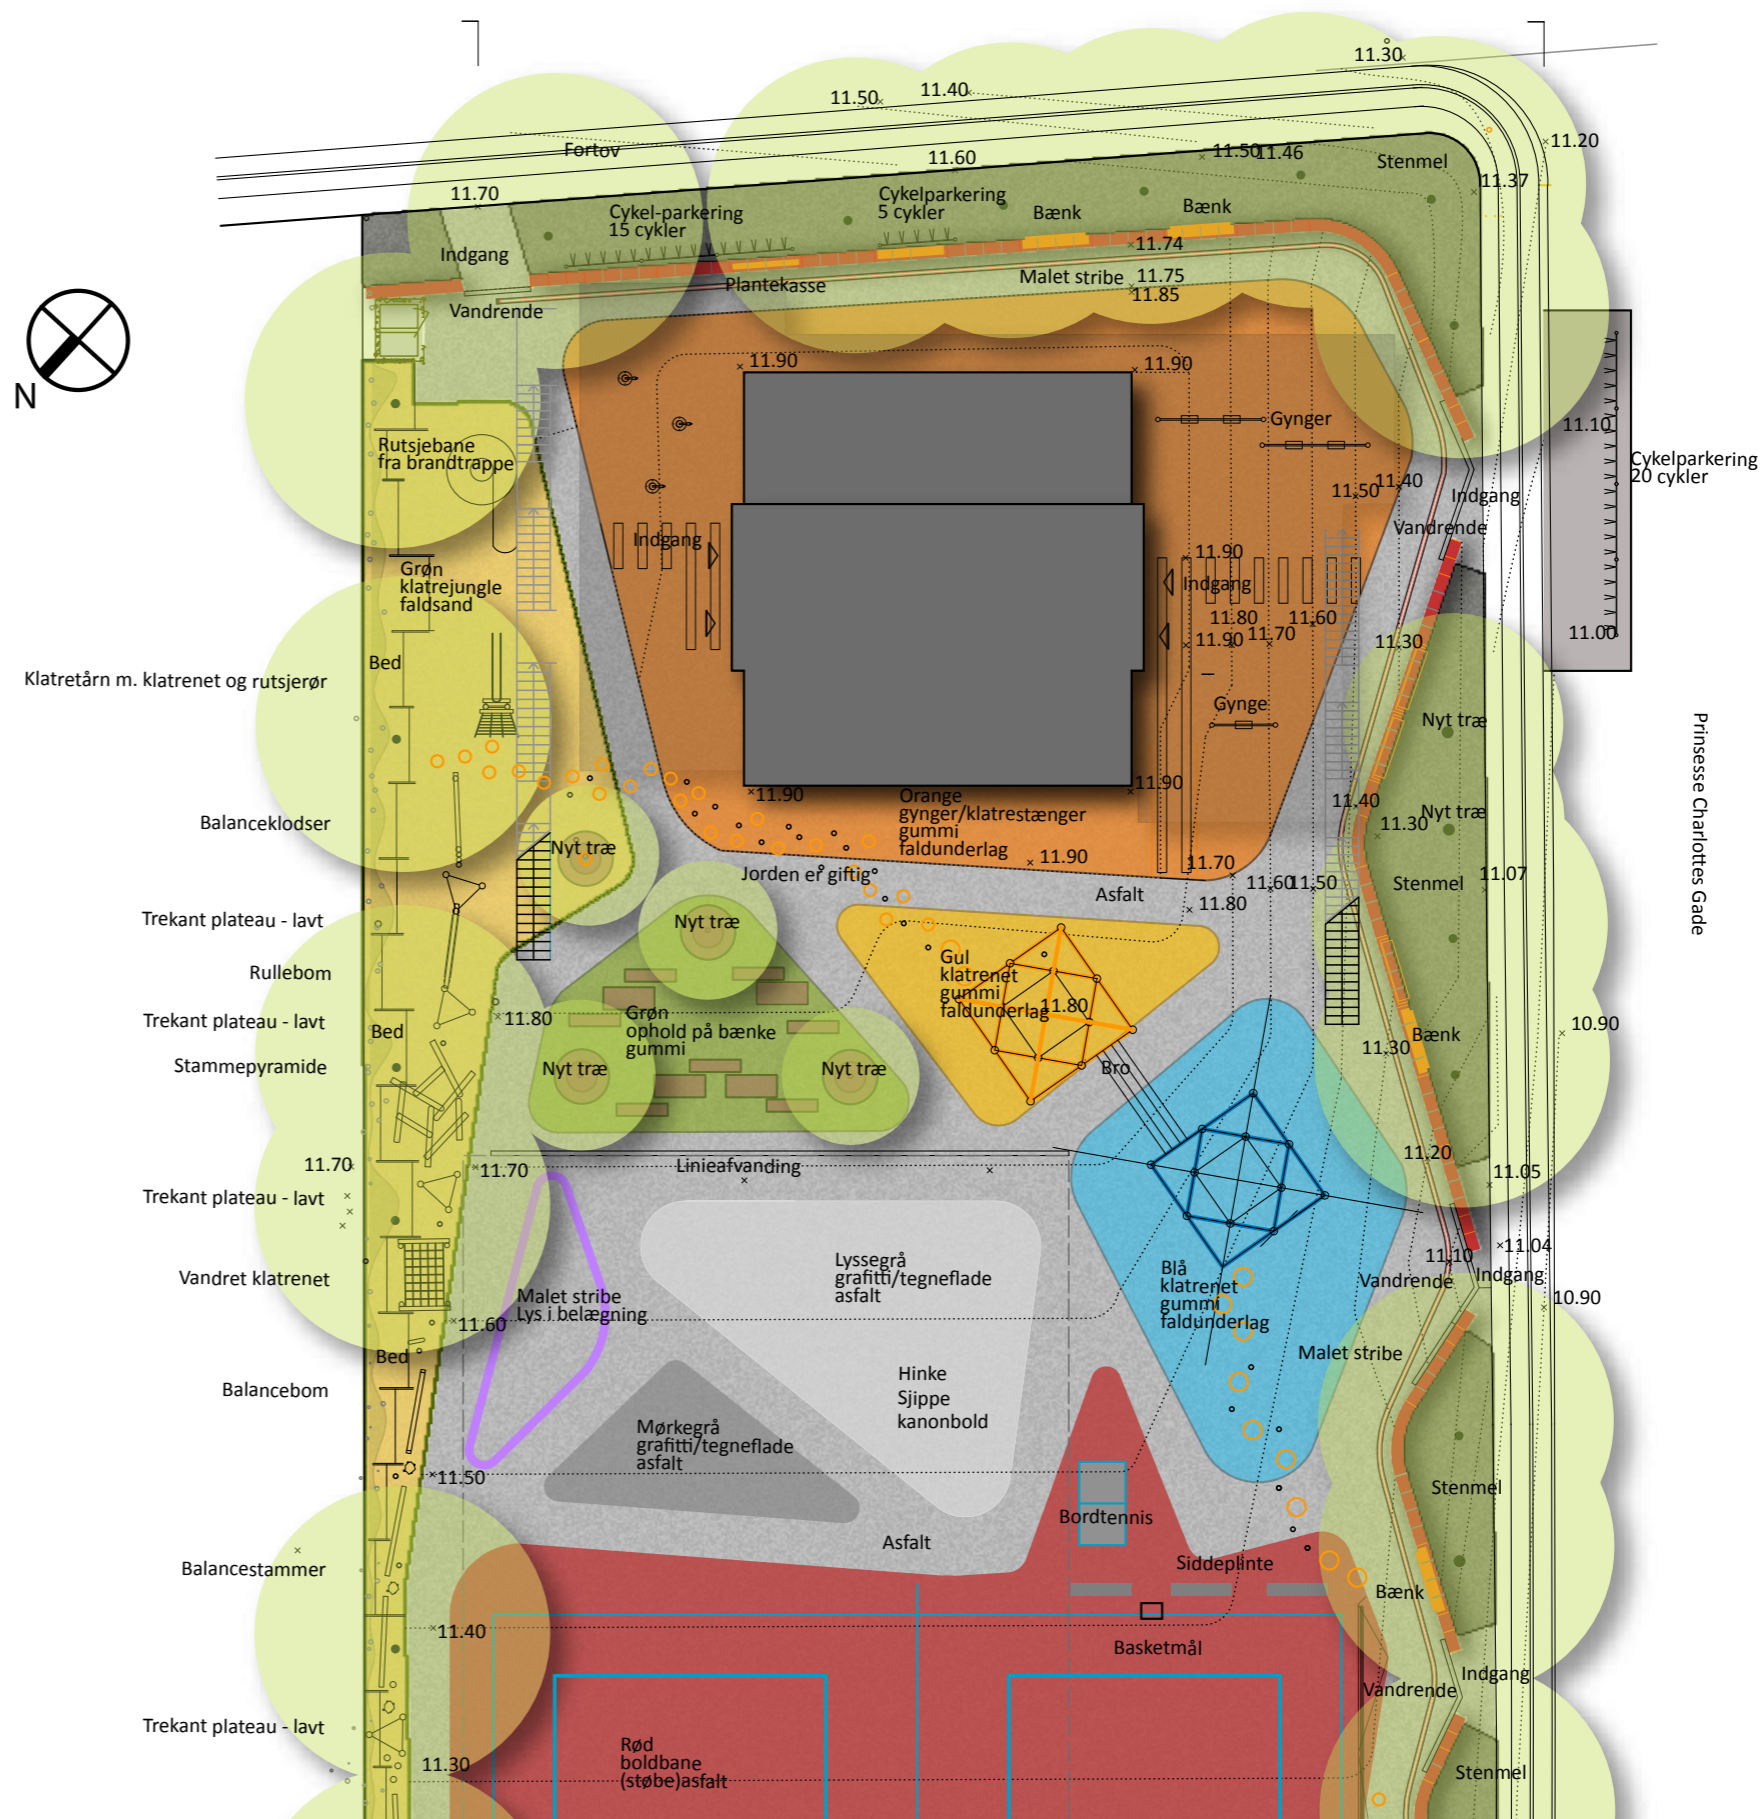 11.30
11.40
11.50
11.20
Fortov
11.60
11.50
11.46
Stenmel
11.37
11.70
Cykel-parkering
15 cykler
Cykelparkering
5 cykler
Bænk
Bænk
Indgang
11.74
Plantekasse
Malet stribe
11.75
11.85
Vandrende
N
11.90
11.90
Gynger
11.10
Rutsjebane
fra brandtrappe
Cykelparkering
20 cykler
11.50
11.40
Indgang
Vandrende
Indgang
11.90
Indgang
Grøn
klatrejungle
faldsand
11.80
11.60
11.00
11.90
11.70
11.30
Bed
Klatretårn m. klatrenet og rutsjerør
Gynge
Nyt træ
Prinsesse Charlottes Gade
11.90
11.90
Orange
gynger/klatrestænger
gummi
faldunderlag
11.40
Nyt træ
Balanceklodser
11.30
Nyt træ
11.90
11.70
Jorden er giftig
11.60
11.50
Stenmel
11.07
Asfalt
11.80
Trekant plateau - lavt
Nyt træ
Rullebom
Gul
klatrenet
gummi
faldunderlag
11.80
Trekant plateau - lavt
11.80
Grøn
ophold på bænke
gummi
Bed
10.90
Bænk
11.30
Stammepyramide
Nyt træ
Nyt træ
Bro
11.70
11.70
Linieafvanding
11.20
11.05
Trekant plateau - lavt
11.04
11.10
Vandret klatrenet
Lyssegrå
grafitti/tegneflade
asfalt
Blå
klatrenet
gummi
faldunderlag
Vandrende
Indgang
Malet stribe
Lys i belægning
10.90
11.60
Bed
Malet stribe
Balancebom
Hinke
Sjippe
kanonbold
Mørkegrå
grafitti/tegneflade
asfalt
11.50
Stenmel
Bordtennis
Asfalt
Balancestammer
Siddeplinte
Bænk
11.40
Basketmål
Indgang
Vandrende
Trekant plateau - lavt
Rød
boldbane
(støbe)asfalt
11.30
Stenmel